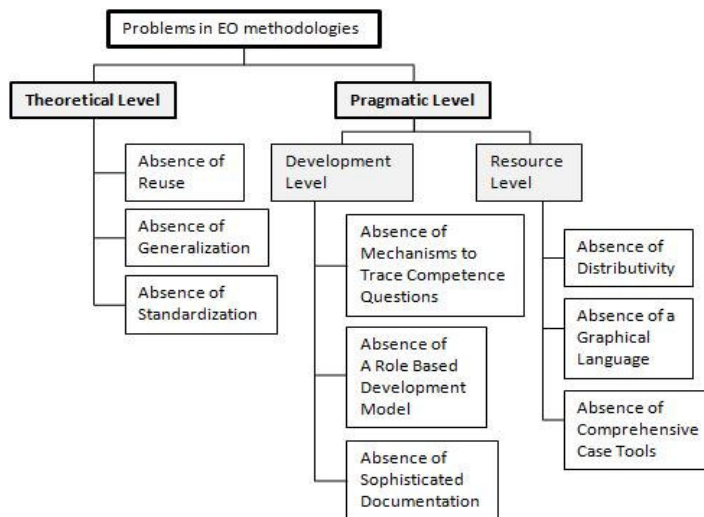 Problems in EO methodologies
Theoretical Level
Absence of
Reuse
Absence of
Generalization
Absence of
Standardization
Pragmatic Level
Development
Level
Absence of
Mechanisms to
Trace Competence
Questions
Absence of
A Role Based
Development
Model
Absence of
Sophisticated
Documentation
Resource
Level
Absence of
Distributivity
Absence of a
Graphical
Language
Absence of
Comprehensive
Case Tools